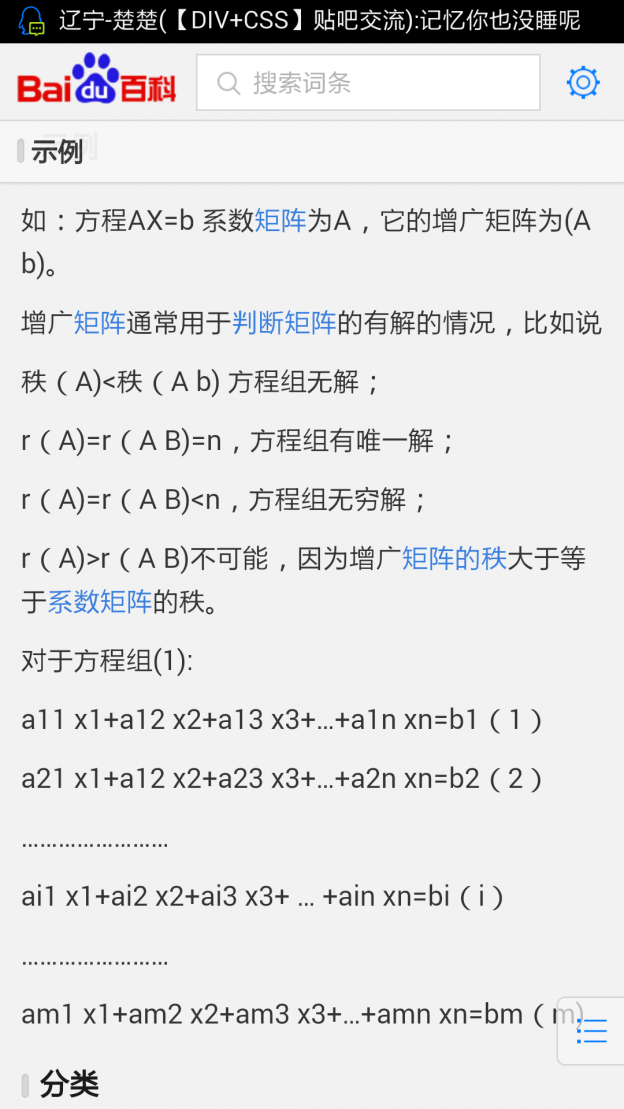 辽宁-楚楚(【DIV+CSS】贴吧交流):记忆你也没睡呢
Bai du 百科
搜索词条
示例
如：方程AX=b 系数矩阵为A，它的增广矩阵为(A
b)。
增广矩阵通常用于判断矩阵的有解的情况，比如说
秩（A)<秩（A b) 方程组无解；
r（A)=r（A B)=n，方程组有唯一解；
r（A)=r（A B)<n，方程组无穷解；
r（A)>r（A B)不可能，因为增广矩阵的秩大于等
于系数矩阵的秩。
对于方程组(1):
a11 x1+a12 x2+a13 x3+...+a1n xn=b1（1）
a21 x1+a12 x2+a23 x3+...+a2n xn=b2（2）
........................
ai1 x1+ai2 x2+ai3 x3+ ... +ain xn=bi（i）
........................
am1 x1+am2 x2+am3 x3+...+amn xn=bm（m）
分类